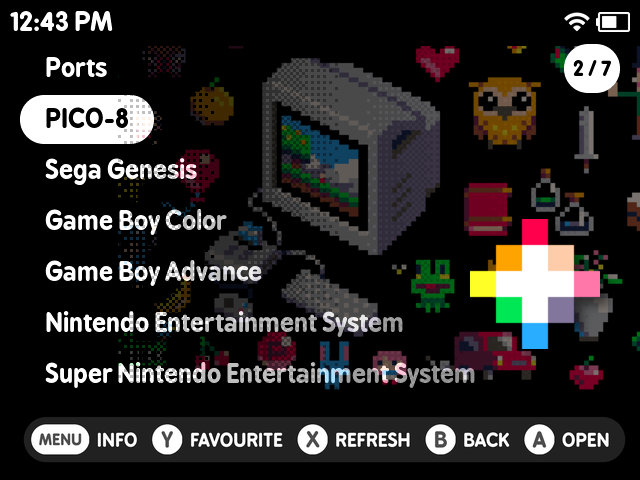 12:43 PM
Ports
2 / 7
PICO-8
Sega Genesis
Game Boy Color
Game Boy Advance
Nintendo Entertainment System
Super Nintendo Entertainment System
MENU INFO Y FAVOURITE X REFRESH B BACK A OPEN